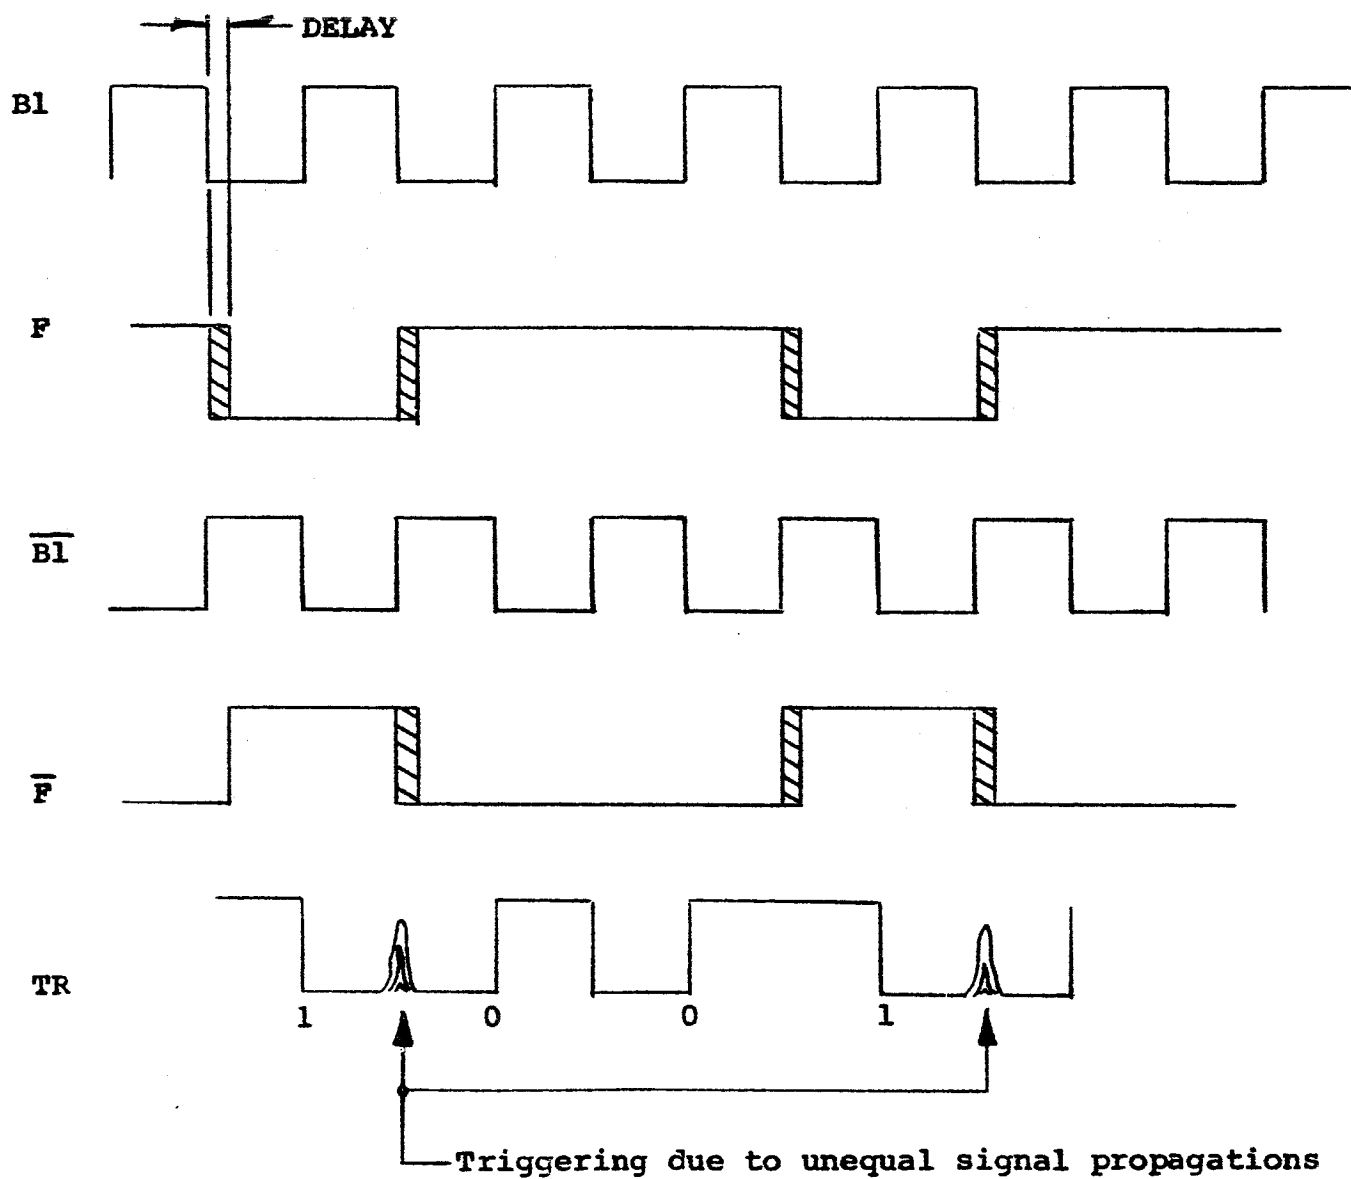 DELAY
B1
F
B1
F
TR
1 0 0 1
Triggering due to unequal signal propagations